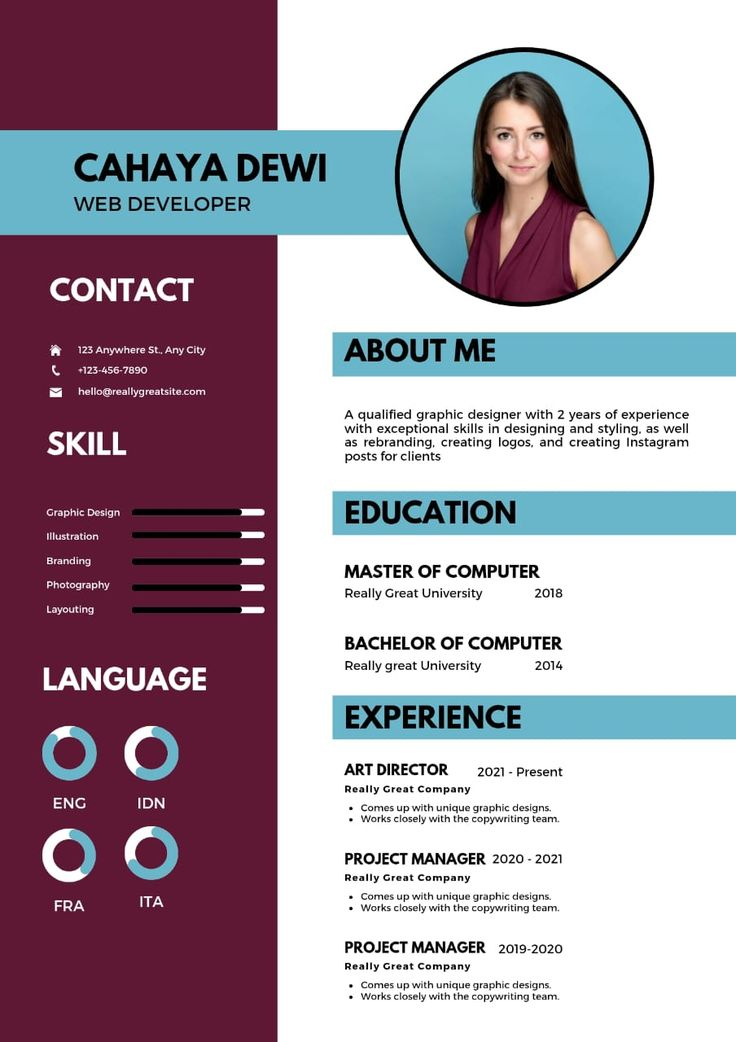 CAHAYA DEWI
WEB DEVELOPER
CONTACT
123 Anywhere St., Any City
+123-456-7890
hello@reallygreatsite.com
SKILL
Graphic Design
Illustration
Branding
Photography
Layouting
LANGUAGE
ENG
IDN
FRA
ITA
ABOUT ME
A qualified graphic designer with 2 years of experience
with exceptional skills in designing and styling, as well
as rebranding, creating logos, and creating Instagram
posts for clients
EDUCATION
MASTER OF COMPUTER
Really Great University 2018
BACHELOR OF COMPUTER
Really great University 2014
EXPERIENCE
ART DIRECTOR 2021 - Present
Really Great Company
• Comes up with unique graphic designs.
• Works closely with the copywriting team.
PROJECT MANAGER 2020 - 2021
Really Great Company
• Comes up with unique graphic designs.
• Works closely with the copywriting team.
PROJECT MANAGER 2019-2020
Really Great Company
• Comes up with unique graphic designs.
• Works closely with the copywriting team.